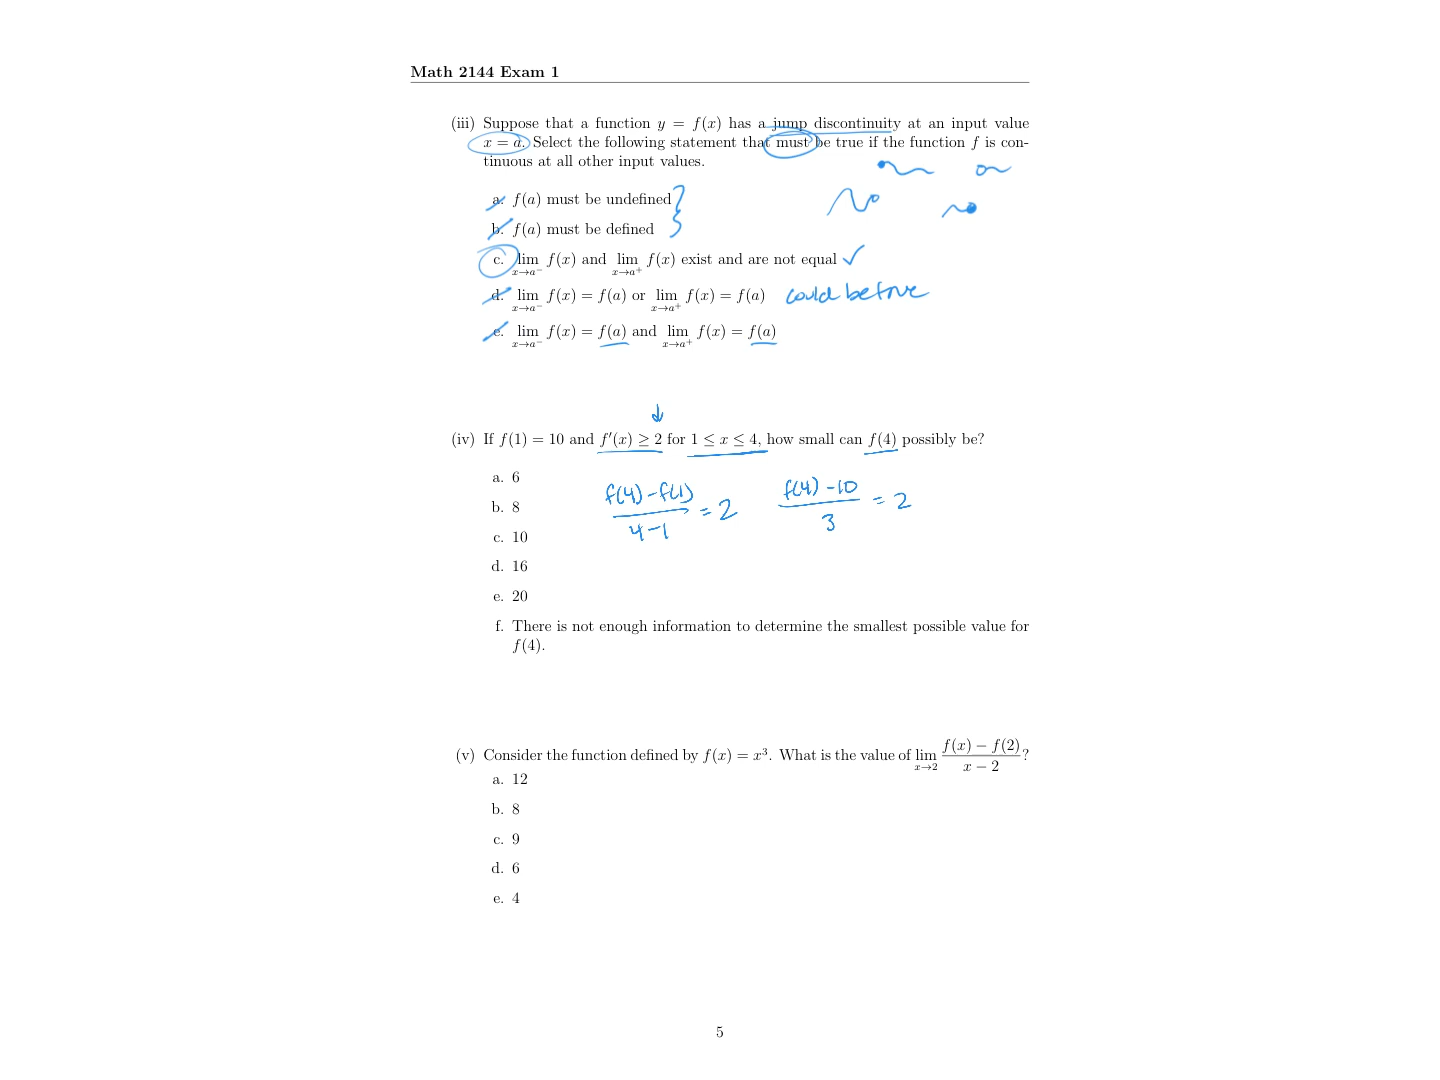 Math 2144 Exam 1
(iii) Suppose that a function y = f(x) has a jump discontinuity at an input value
x = a. Select the following statement that must be true if the function f is con-
tinuous at all other input values.
a. f(a) must be undefined
b. f(a) must be defined
c. lim x→a⁻ f(x) and lim x→a⁺ f(x) exist and are not equal ✓
d. lim x→a⁻ f(x) = f(a) or lim x→a⁺ f(x) = f(a) could be true
e. lim x→a⁻ f(x) = f(a) and lim x→a⁺ f(x) = f(a)
(iv) If f(1) = 10 and f′(x) ≥ 2 for 1 ≤ x ≤ 4, how small can f(4) possibly be?
a. 6
b. 8
c. 10
d. 16
e. 20
f. There is not enough information to determine the smallest possible value for
f(4).
f(4) - f(1) / 4 - 1 = 2
f(4) - 10 / 3 = 2
(v) Consider the function defined by f(x) = x³. What is the value of lim x→2 f(x) − f(2) / x − 2 ?
a. 12
b. 8
c. 9
d. 6
e. 4
5